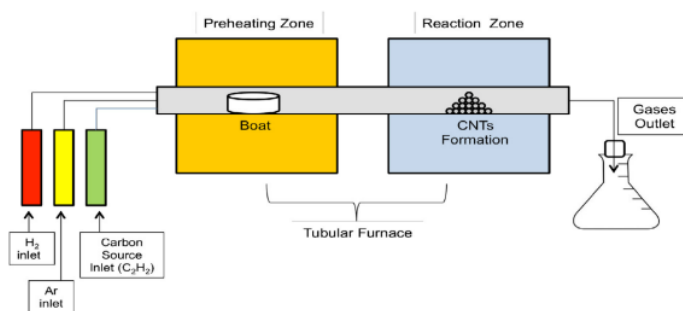 Preheating Zone
Reaction Zone
Boat
CNTs
Formation
Gases
Outlet
Tubular Furnace
H₂
inlet
Ar
inlet
Carbon
Source
Inlet (C₂H₂)